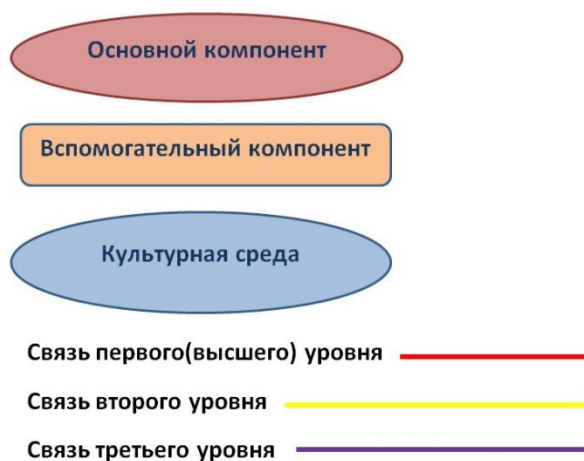 Основной компонент
Вспомогательный компонент
Культурная среда
Связь первого(высшего) уровня
Связь второго уровня
Связь третьего уровня